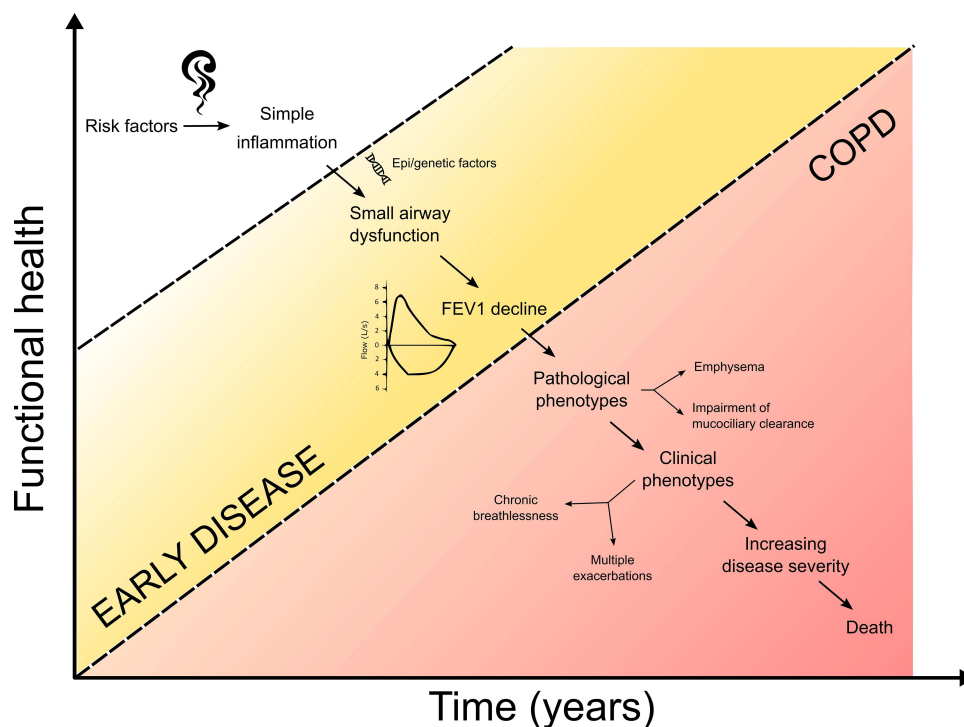 Functional health
Risk factors
Simple
inflammation
Epi/genetic factors
Small airway
dysfunction
FEV1 decline
Flow (L/s)
8
6
4
2
0
2
4
6
Pathological
phenotypes
Emphysema
Impairment of
mucociliary clearance
Clinical
phenotypes
Chronic
breathlessness
Multiple
exacerbations
Increasing
disease severity
Death
EARLY DISEASE
COPD
Time (years)